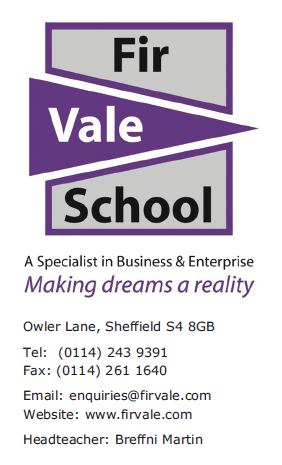 Fir
Vale
School
A Specialist in Business & Enterprise
Making dreams a reality
Owler Lane, Sheffield S4 8GB
Tel: (0114) 243 9391
Fax: (0114) 261 1640
Email: enquiries@firvale.com
Website: www.firvale.com
Headteacher: Breffni Martin